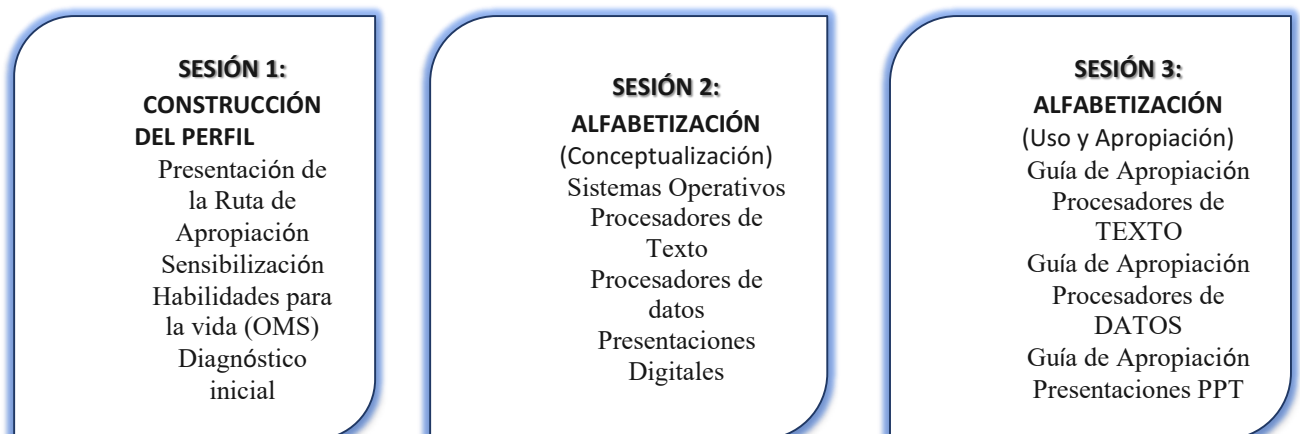 SESIÓN 1:
CONSTRUCCIÓN
DEL PERFIL
Presentación de
la Ruta de
Apropiación
Sensibilización
Habilidades para
la vida (OMS)
Diagnóstico
inicial
SESIÓN 2:
ALFABETIZACIÓN
(Conceptualización)
Sistemas Operativos
Procesadores de
Texto
Procesadores de
datos
Presentaciones
Digitales
SESIÓN 3:
ALFABETIZACIÓN
(Uso y Apropiación)
Guía de Apropiación
Procesadores de
TEXTO
Guía de Apropiación
Procesadores de
DATOS
Guía de Apropiación
Presentaciones PPT